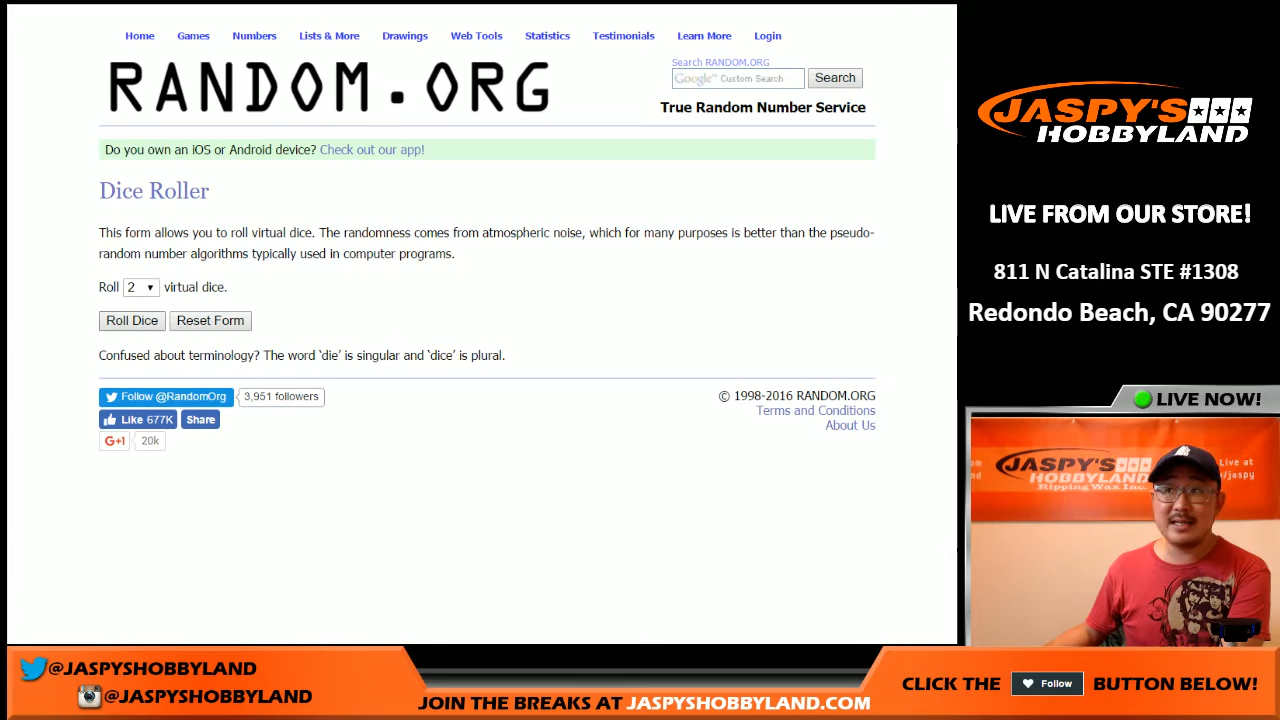 Home Games Numbers Lists & More Drawings Web Tools Statistics Testimonials Learn More Login
RANDOM.ORG
Search RANDOM.ORG
Google™ Custom Search Search
True Random Number Service
Do you own an iOS or Android device? Check out our app!
Dice Roller
This form allows you to roll virtual dice. The randomness comes from atmospheric noise, which for many purposes is better than the pseudo-
random number algorithms typically used in computer programs.
Roll 2 virtual dice.
Roll Dice Reset Form
Confused about terminology? The word ‘die’ is singular and ‘dice’ is plural.
Follow @RandomOrg 3,951 followers
Like 677K Share
G+1 20k
© 1998-2016 RANDOM.ORG
Terms and Conditions
About Us
JASPY'S
HOBBYLAND
LIVE FROM OUR STORE!
811 N Catalina STE #1308
Redondo Beach, CA 90277
LIVE NOW!
JASPY'S
HOBBYLAND
Ripping Wax Inc.
Live at
/jaspy
@JASPYSHOBBYLAND
@JASPYSHOBBYLAND
JOIN THE BREAKS AT JASPYSHOBBYLAND.COM
CLICK THE Follow BUTTON BELOW!